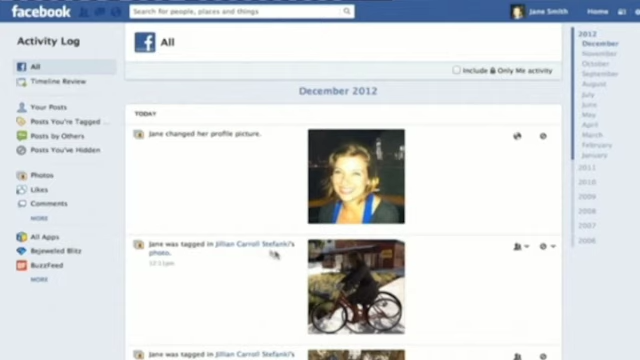 facebook
Search for people, places and things
Jane Smith
Home
Activity Log
All
Timeline Review
Your Posts
Posts You're Tagged ...
Posts by Others
Posts You've Hidden
Photos
Likes
Comments
MORE
All Apps
Bejeweled Blitz
BuzzFeed
MORE
All
Include Only Me activity
December 2012
TODAY
Jane changed her profile picture.
Jane was tagged in Jillian Carroll Stefanki's
photo.
12:11pm
Jane was tagged in Jillian Carroll Stefanki's
2012
December
November
October
September
August
July
June
May
April
March
February
January
2011
2010
2009
2008
2007
2006